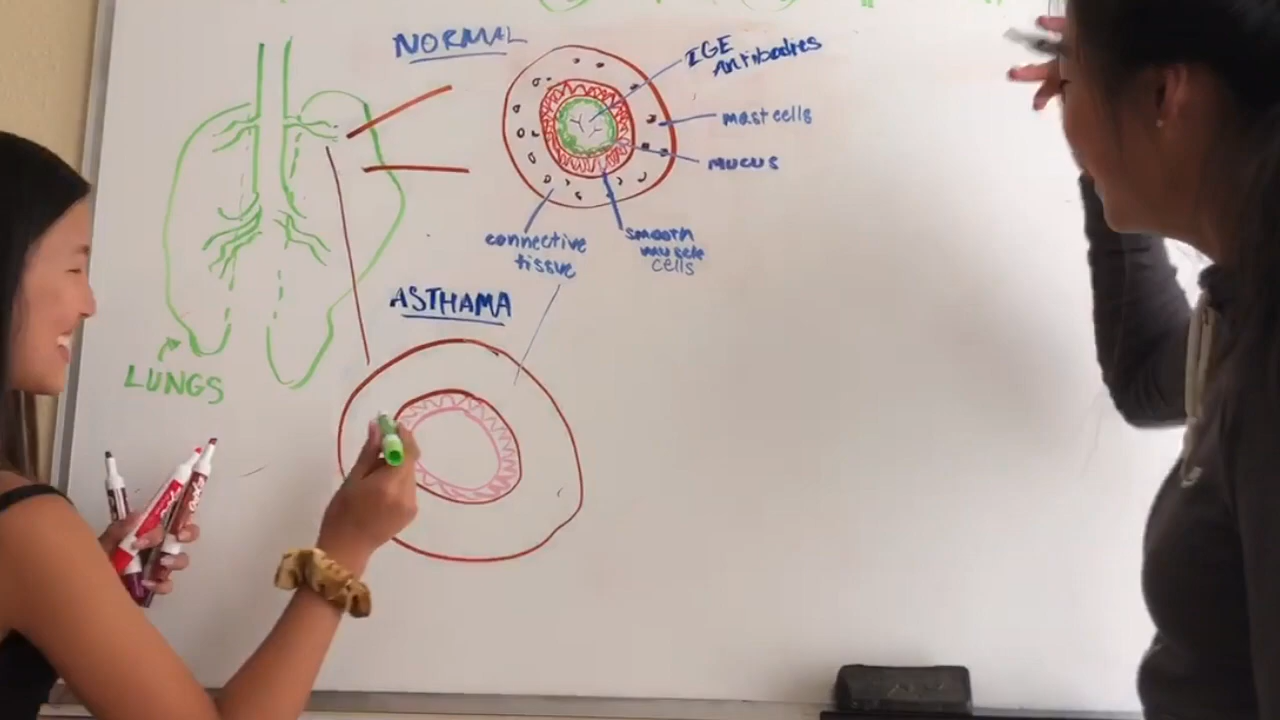 NORMAL
IGE
Antibodies
mast cells
mucus
smooth
muscle
cells
connective
tissue
ASTHAMA
LUNGS